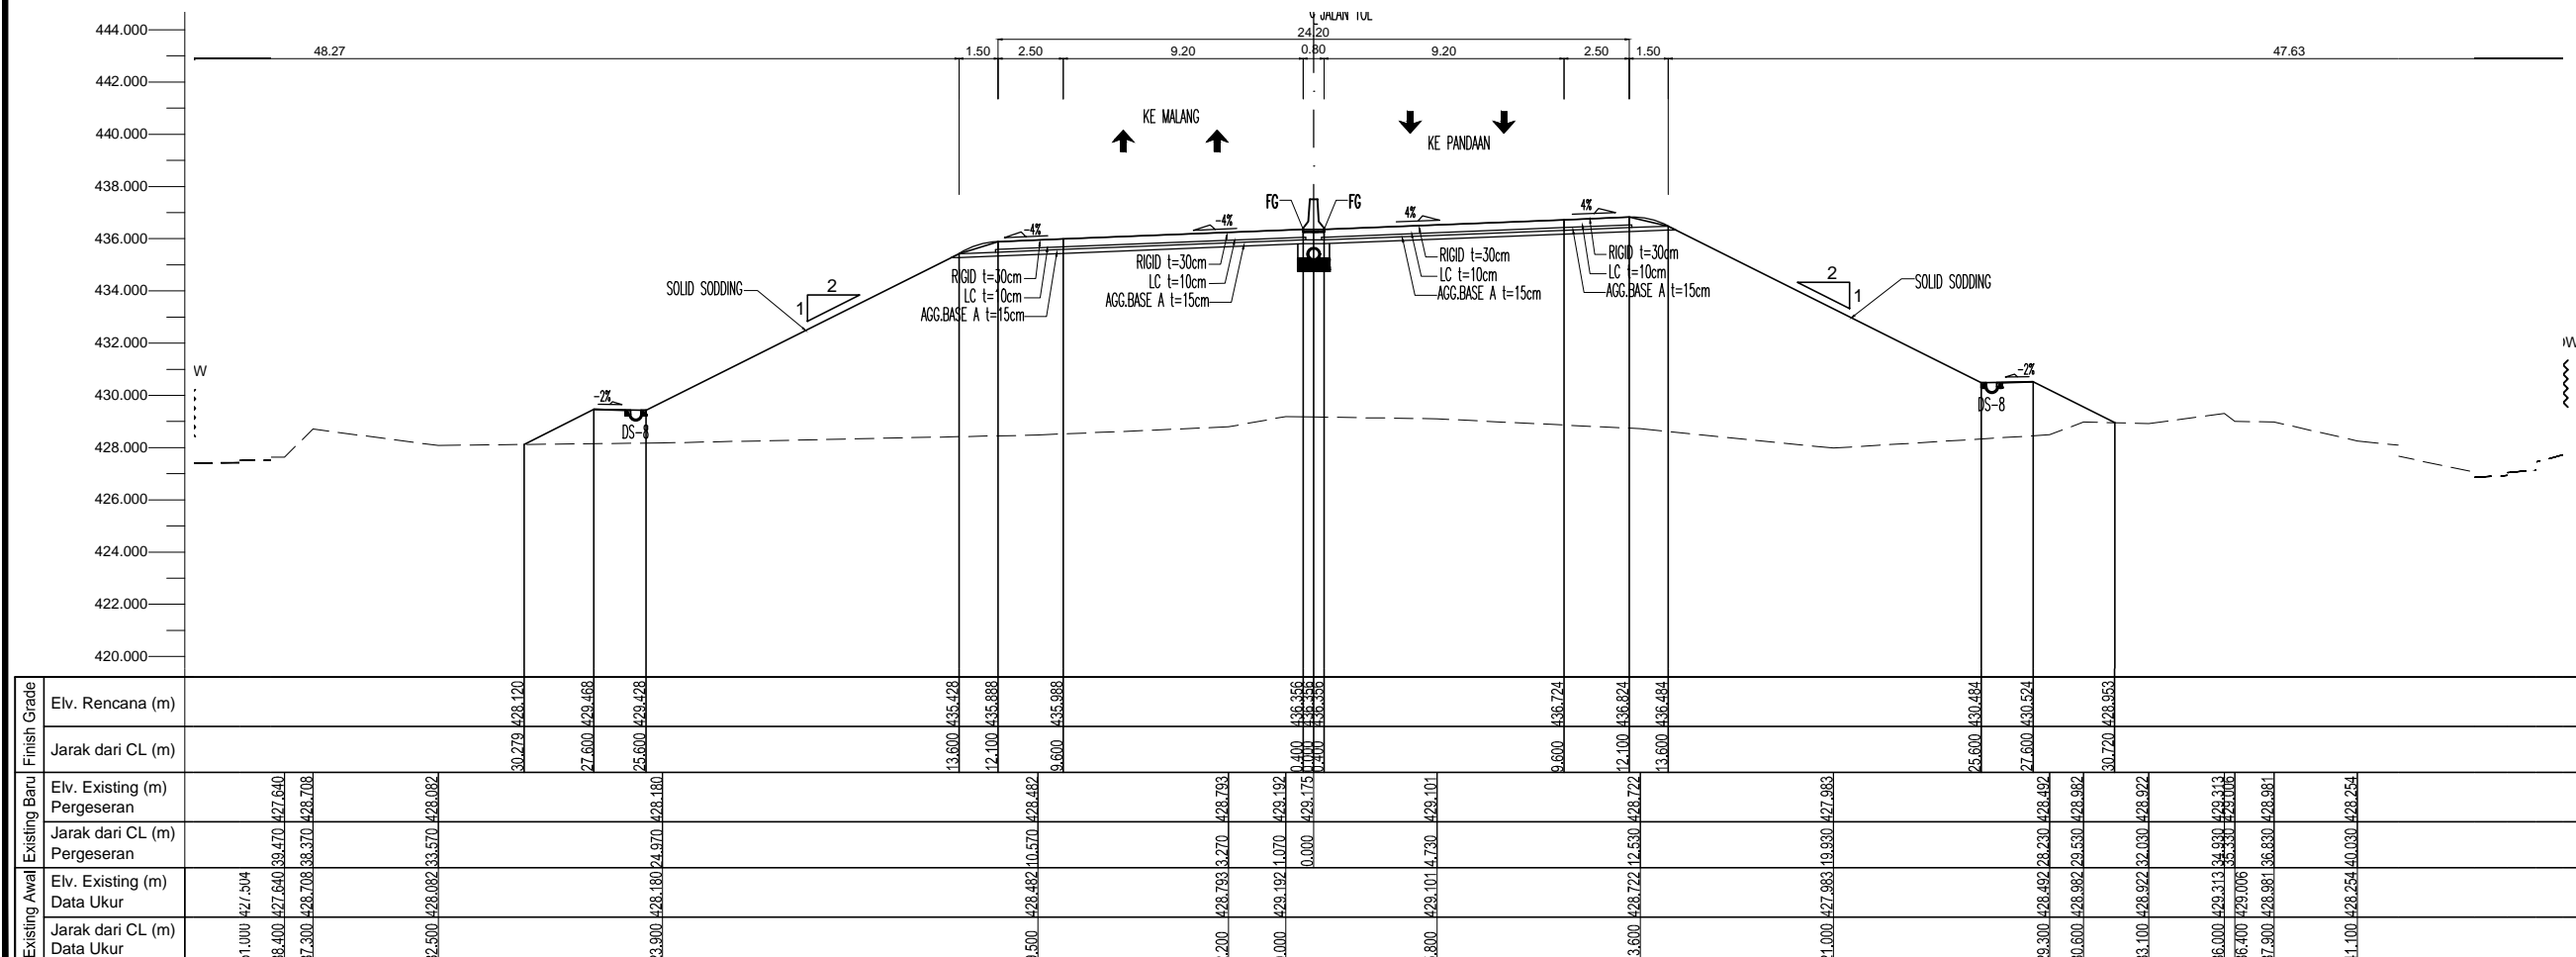 JALAN TOL
24.20
48.27 1.50 2.50 9.20 0.80 9.20 2.50 1.50 47.63
444.000
442.000
440.000
438.000
436.000
434.000
432.000
430.000
428.000
426.000
424.000
422.000
420.000
KE MALANG
KE PANDAAN
FG FG
-4% -4% 4% 4%
RIGID t=30cm
LC t=10cm
AGG.BASE A t=15cm
RIGID t=30cm
LC t=10cm
AGG.BASE A t=15cm
RIGID t=30cm
LC t=10cm
AGG.BASE A t=15cm
RIGID t=30cm
LC t=10cm
AGG.BASE A t=15cm
SOLID SODDING
2
1
2
1
SOLID SODDING
W
W
-2%
DS-8
-2%
DS-8
Finish Grade
Elv. Rencana (m)
428.120 429.468 429.428 435.428 435.888 435.988 436.356 436.356 436.356 436.724 436.824 436.484 430.484 430.524 428.953
Jarak dari CL (m)
30.279 27.600 25.600 13.600 12.100 9.600 0.400 0.000 0.400 9.600 12.100 13.600 25.600 27.600 30.720
Existing Baru
Elv. Existing (m)
Pergeseran
427.640 428.708 428.082 428.180 428.482 428.793 429.192 429.175 429.101 428.722 427.983 428.492 428.982 428.922 429.313 429.006 428.981 428.254
Jarak dari CL (m)
Pergeseran
39.470 38.370 33.570 24.970 10.570 3.270 1.070 0.000 4.730 12.530 19.930 28.230 29.530 32.030 34.930 35.330 36.830 40.030
Existing Awal
Elv. Existing (m)
Data Ukur
427.504 427.640 428.708 428.082 428.180 428.482 428.793 429.192 429.101 428.722 427.983 428.492 428.982 428.922 429.313 429.006 428.981 428.254
Jarak dari CL (m)
Data Ukur